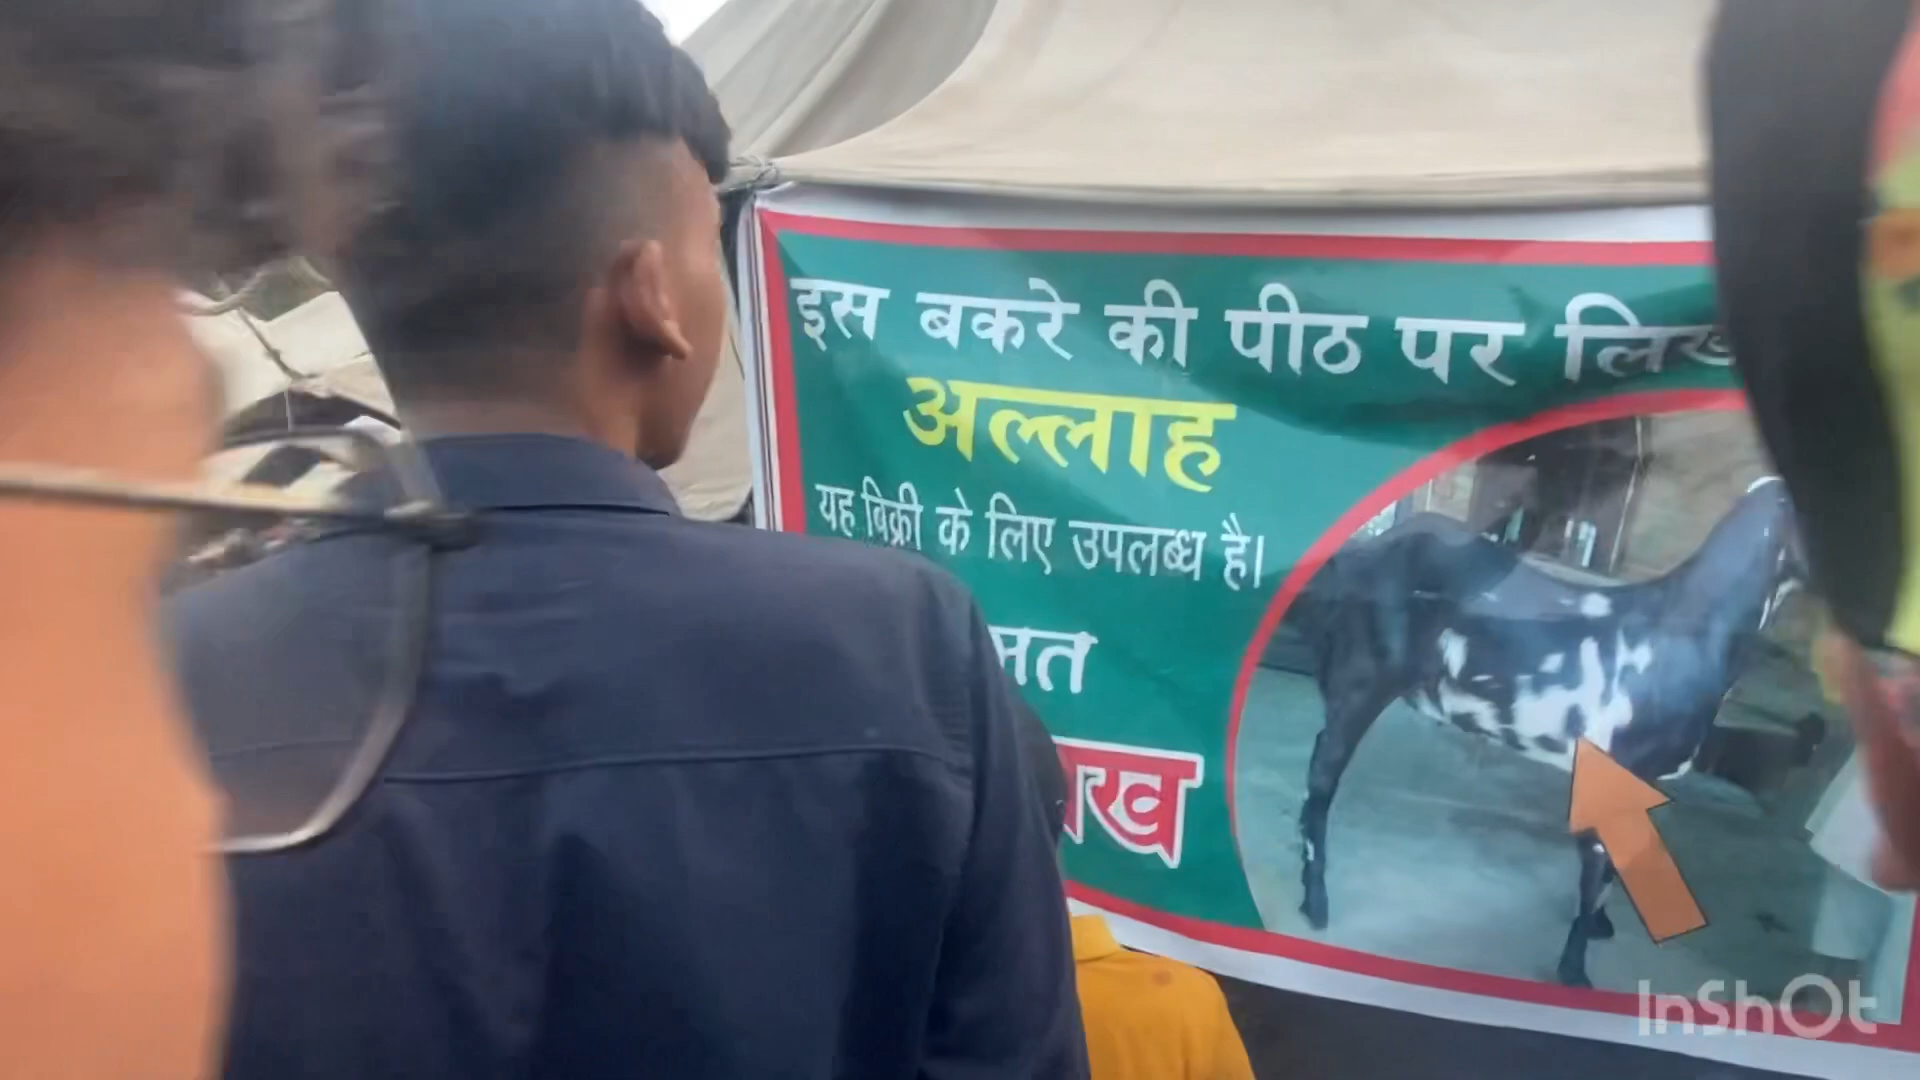 इस बकरे की पीठ पर
अल्लाह
यह बिक्री के लिए उपलब्ध है।
InShOt